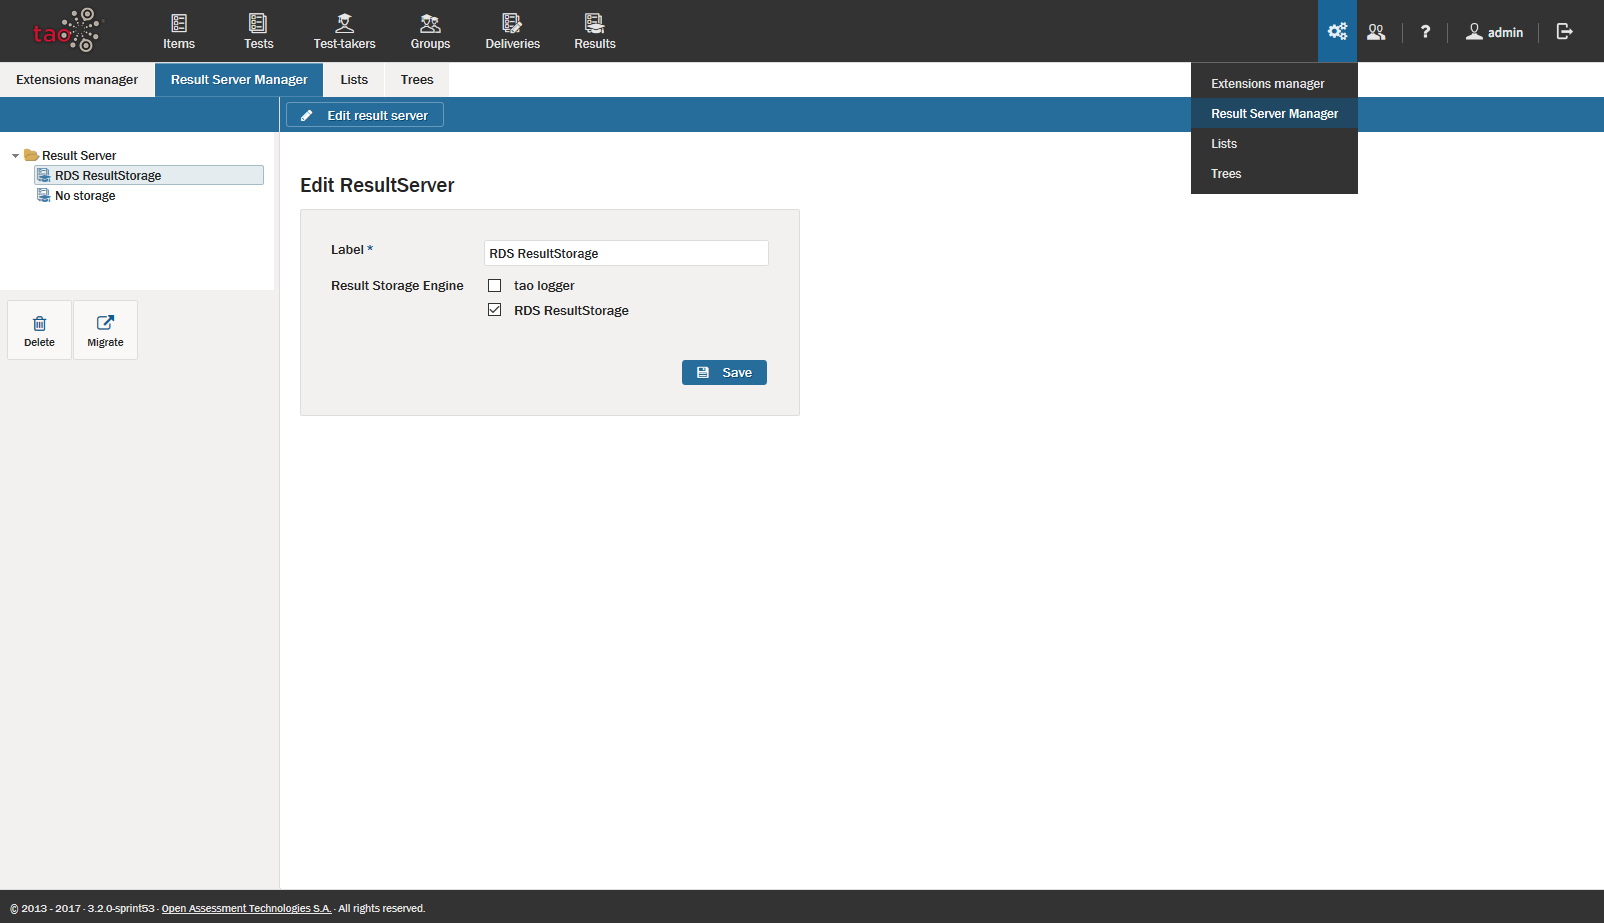 tao
Items
Tests
Test-takers
Groups
Deliveries
Results
?
admin
Extensions manager
Result Server Manager
Lists
Trees
Extensions manager
Result Server Manager
Lists
Trees
Edit result server
Result Server
RDS ResultStorage
No storage
Delete
Migrate
Edit ResultServer
Label *
RDS ResultStorage
Result Storage Engine
tao logger
RDS ResultStorage
Save
© 2013 - 2017 · 3.2.0-sprint53 · Open Assessment Technologies S.A. · All rights reserved.